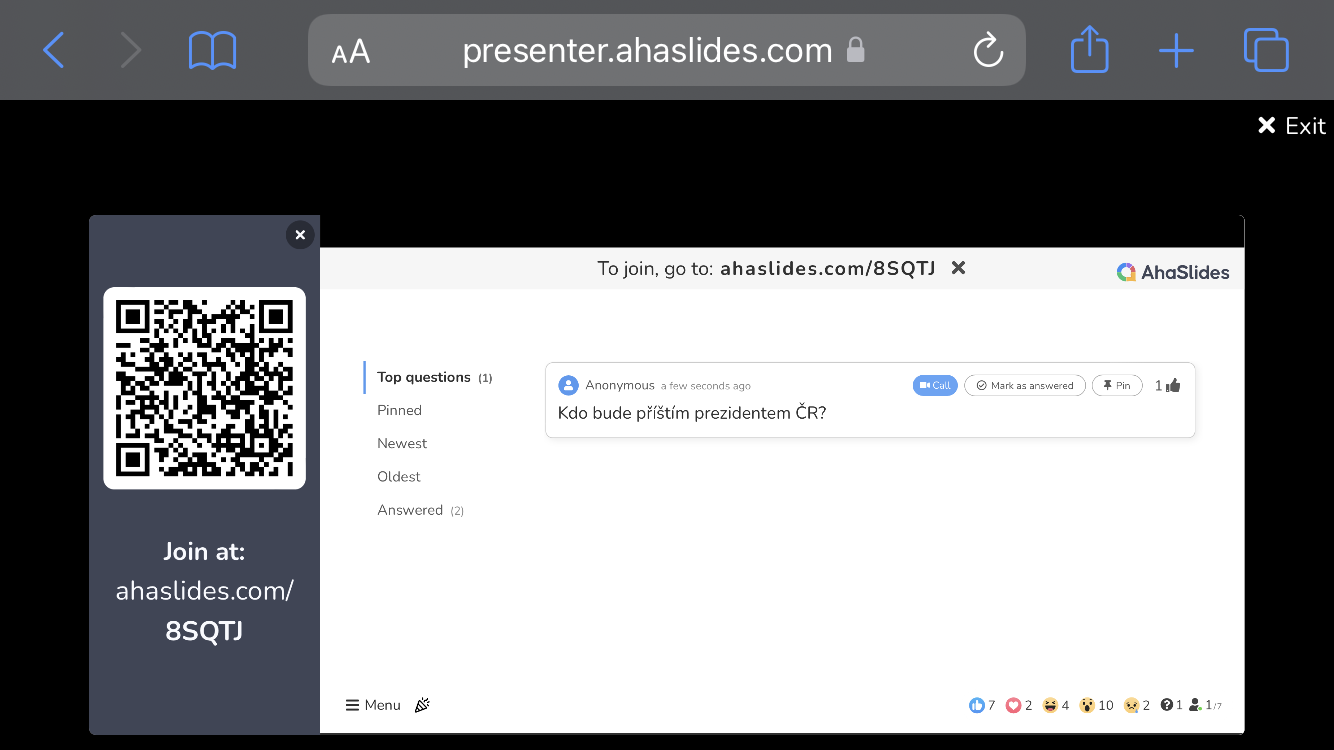 AA presenter.ahaslides.com
Exit
To join, go to: ahaslides.com/8SQTJ
AhaSlides
Join at:
ahaslides.com/
8SQTJ
Top questions (1)
Pinned
Newest
Oldest
Answered (2)
Anonymous a few seconds ago
Call
Mark as answered
Pin
1
Kdo bude příštím prezidentem ČR?
Menu
7 2 4 10 2 1 1/7